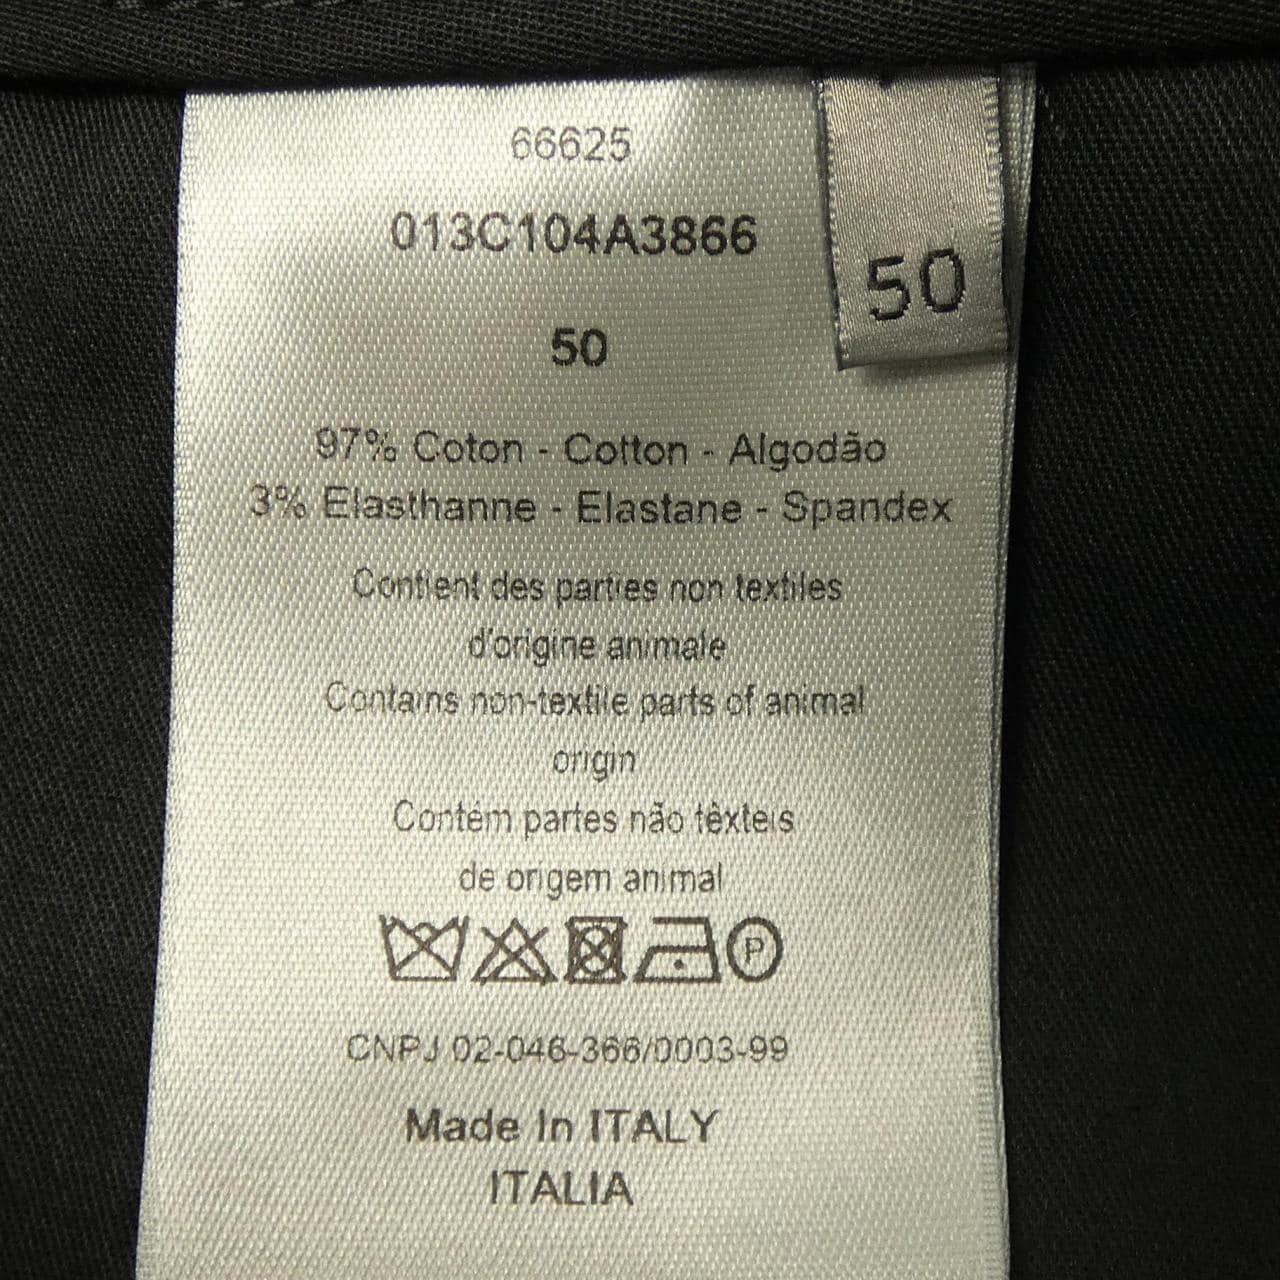 66625
013C104A3866
50
50
97% Coton - Cotton - Algodão
3% Elasthanne - Elastane - Spandex
Contient des parties non textiles
d'origine animale
Contains non-textile parts of animal
origin
Contém partes não têxteis
de origem animal
P
CNPJ 02-046-366/0003-99
Made In ITALY
ITALIA